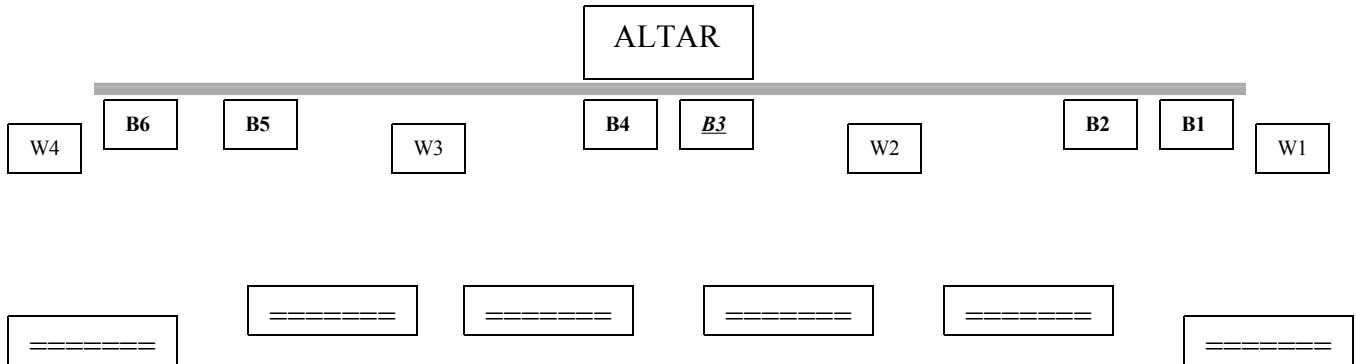 ALTAR
B6 B5 B4 B3 B2 B1
W4 W3 W2 W1
======= ======= ======= =======
======= =======